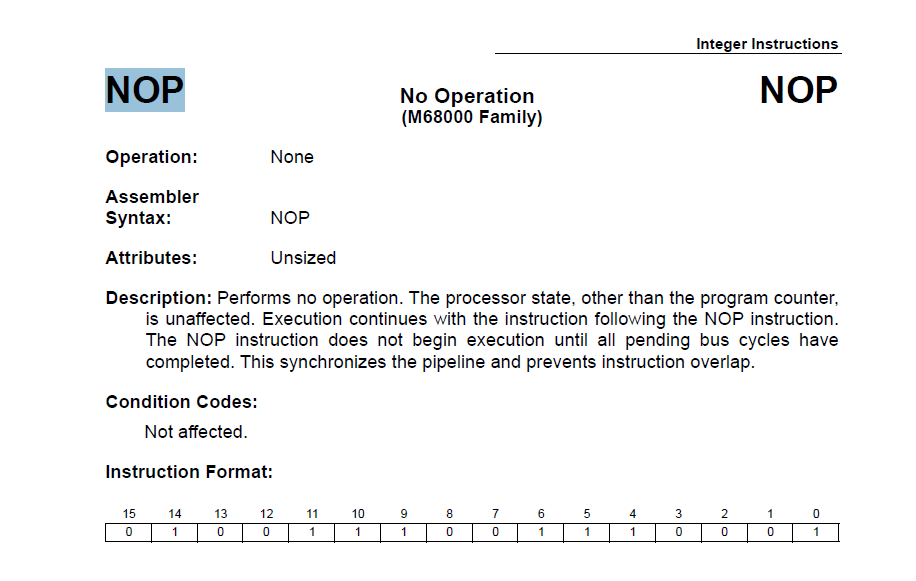 Integer Instructions
NOP No Operation NOP
(M68000 Family)
Operation: None
Assembler
Syntax: NOP
Attributes: Unsized
Description: Performs no operation. The processor state, other than the program counter,
is unaffected. Execution continues with the instruction following the NOP instruction.
The NOP instruction does not begin execution until all pending bus cycles have
completed. This synchronizes the pipeline and prevents instruction overlap.
Condition Codes:
Not affected.
Instruction Format:
15 14 13 12 11 10 9 8 7 6 5 4 3 2 1 0
0 1 0 0 1 1 1 0 0 1 1 1 0 0 0 1